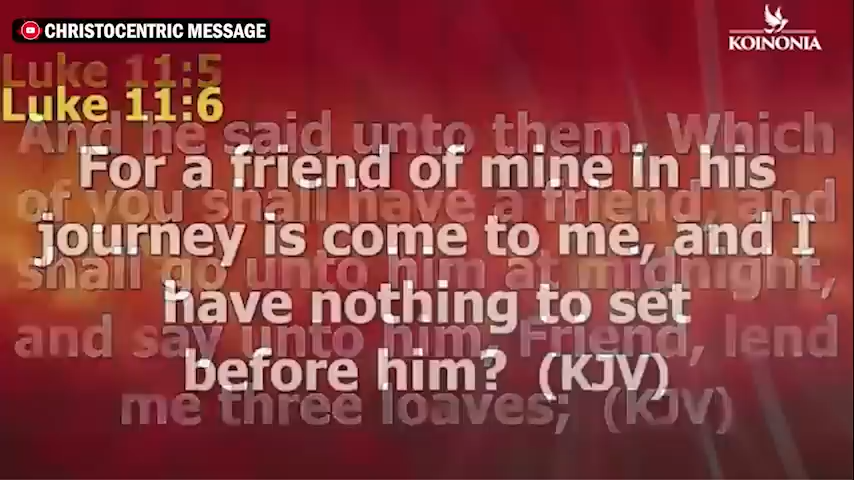 CHRISTOCENTRIC MESSAGE
KOINONIA
Luke 11:5
Luke 11:6
And he said unto them, Which
For a friend of mine in his
of you shall have a friend, and
journey is come to me, and I
shall go unto him at midnight,
have nothing to set
and say unto him, Friend, lend
before him? (KJV)
me three loaves; (KJV)